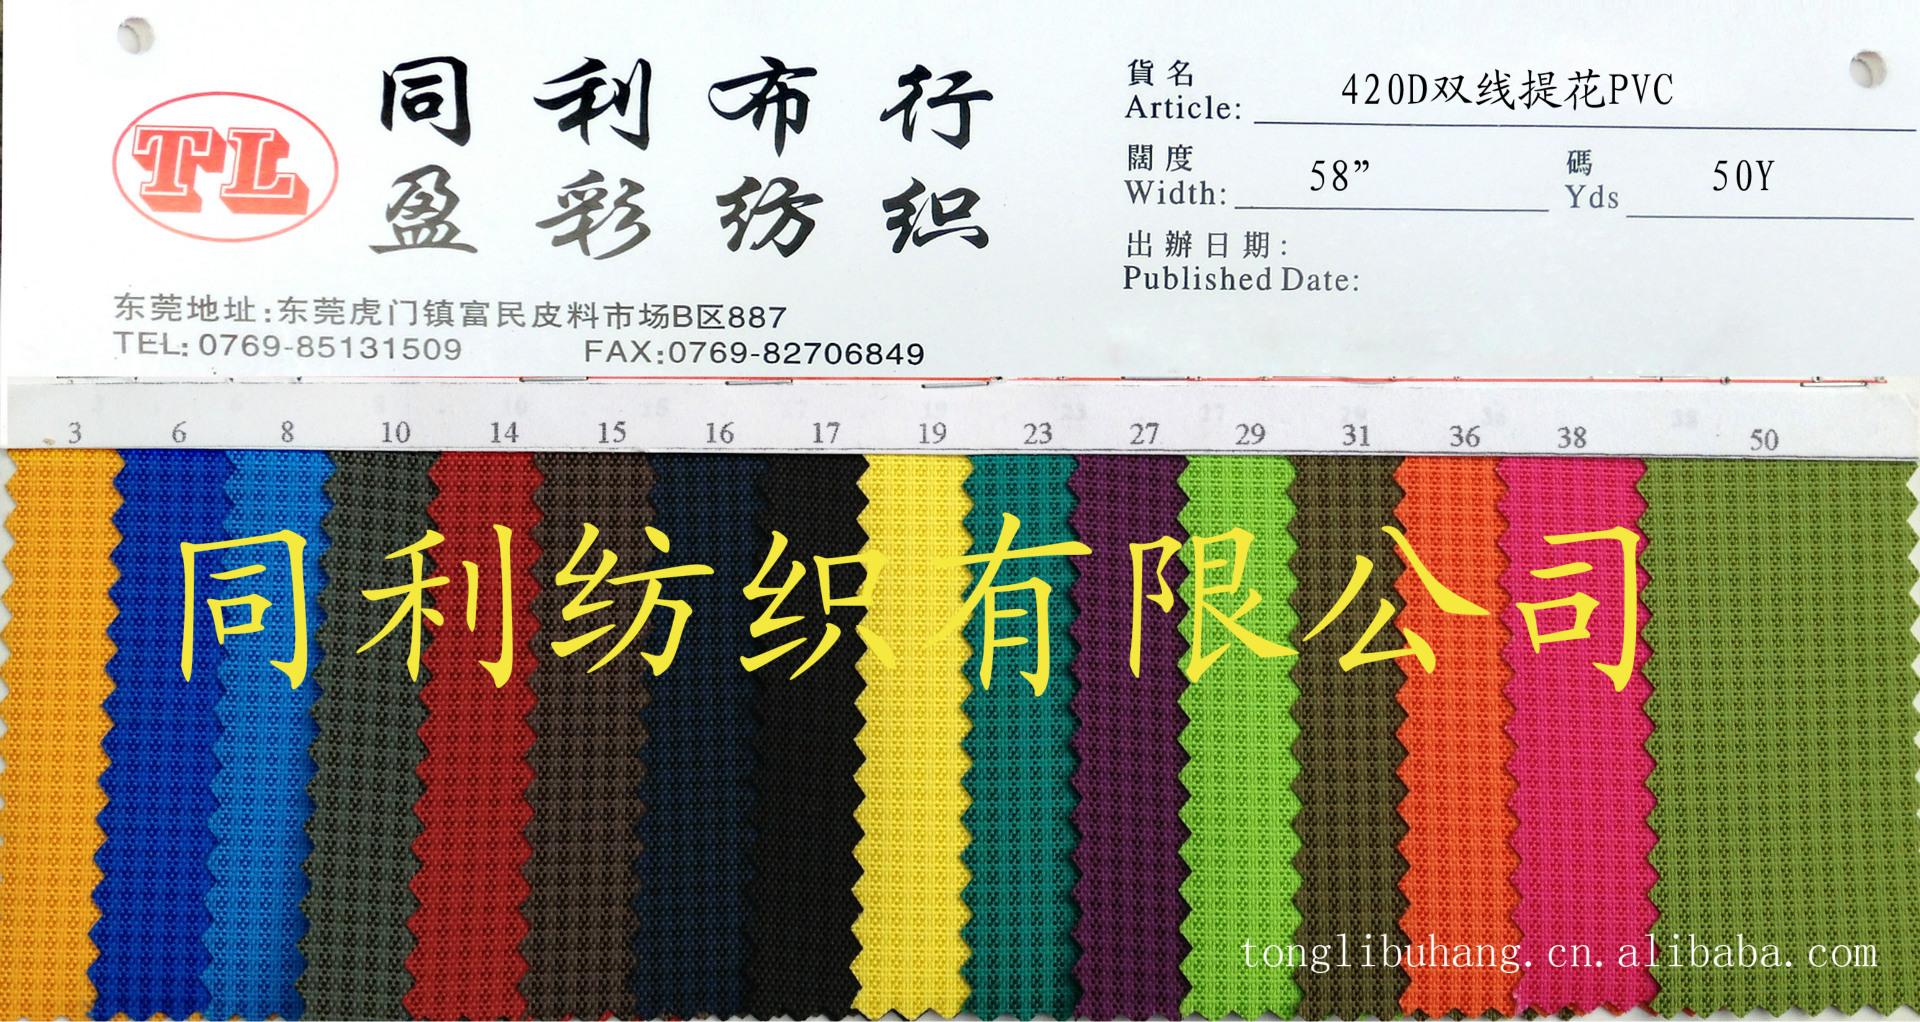 TL
同利布行
盈彩纺织
东莞地址:东莞虎门镇富民皮料市场B区887
TEL:0769-85131509 FAX:0769-82706849
貨名
Article: 420D双线提花PVC
闊度 碼
Width: 58” Yds 50Y
出辦日期:
Published Date:
3 6 8 10 14 15 16 17 19 23 27 29 31 36 38 50
同利纺织有限公司
tonglibuhang.cn.alibaba.com